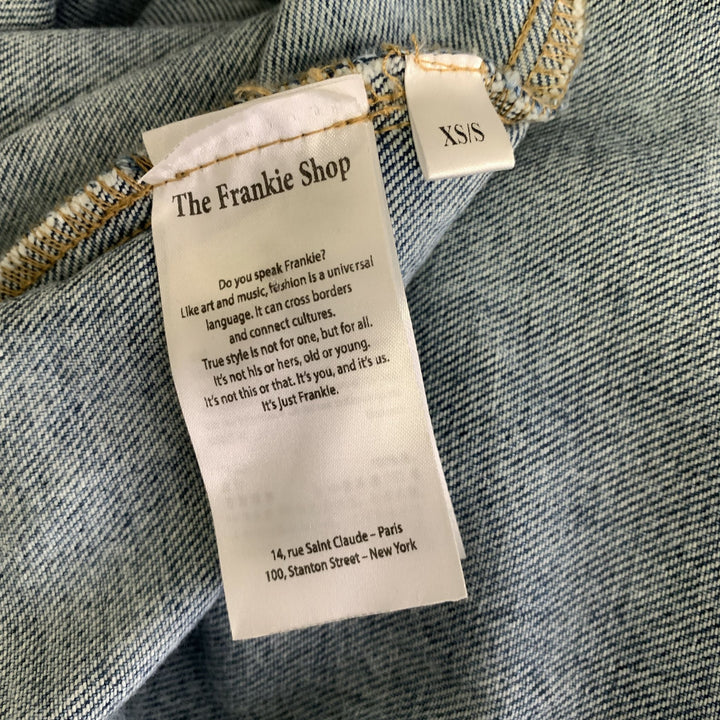 XS/S
The Frankie Shop
Do you speak Frankie?
Like art and music, fashion is a universal
language. It can cross borders
and connect cultures.
True style is not for one, but for all.
It's not his or hers, old or young.
It's not this or that. It's you, and it's us.
It's just Frankie.
14, rue Saint Claude – Paris
100, Stanton Street – New York